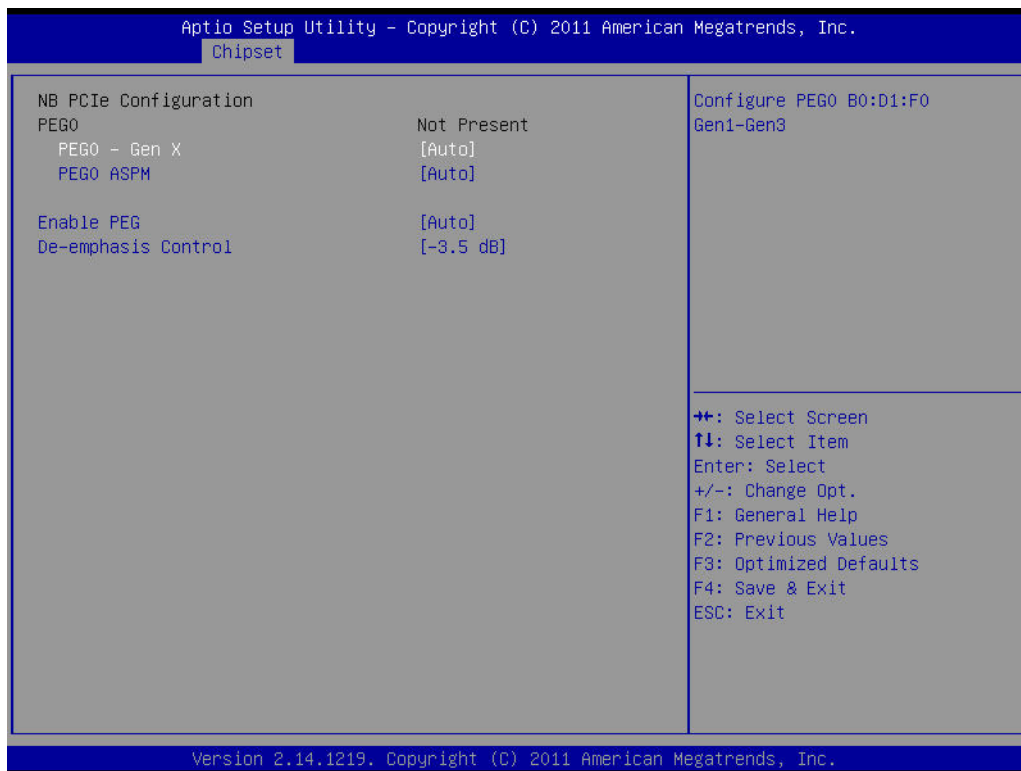 Aptio Setup Utility – Copyright (C) 2011 American Megatrends, Inc.
Chipset
NB PCIe Configuration
PEG0 Not Present
PEG0 – Gen X [Auto]
PEG0 ASPM [Auto]
Enable PEG [Auto]
De-emphasis Control [-3.5 dB]
Configure PEG0 B0:D1:F0
Gen1-Gen3
→←: Select Screen
↑↓: Select Item
Enter: Select
+/-: Change Opt.
F1: General Help
F2: Previous Values
F3: Optimized Defaults
F4: Save & Exit
ESC: Exit
Version 2.14.1219. Copyright (C) 2011 American Megatrends, Inc.